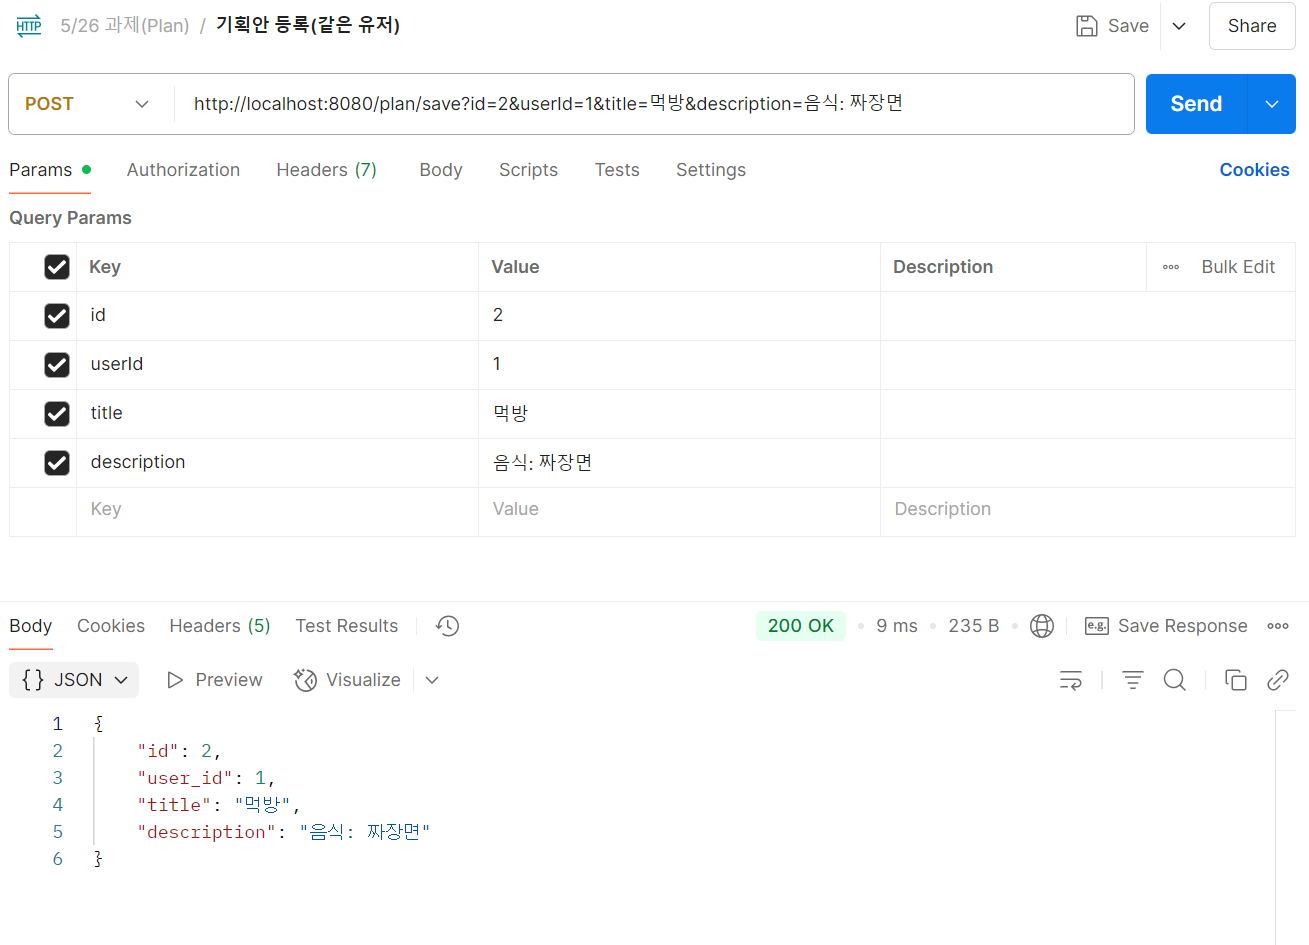 HTTP 5/26 과제(Plan) / 기획안 등록(같은 유저) Save Share
POST http://localhost:8080/plan/save?id=2&userId=1&title=먹방&description=음식: 짜장면 Send
Params Authorization Headers (7) Body Scripts Tests Settings Cookies
Query Params
Key Value Description Bulk Edit
id 2
userId 1
title 먹방
description 음식: 짜장면
Key Value Description
Body Cookies Headers (5) Test Results 200 OK 9 ms 235 B e.g. Save Response
{} JSON Preview Visualize
1 {
2 "id": 2,
3 "user_id": 1,
4 "title": "먹방",
5 "description": "음식: 짜장면"
6 }